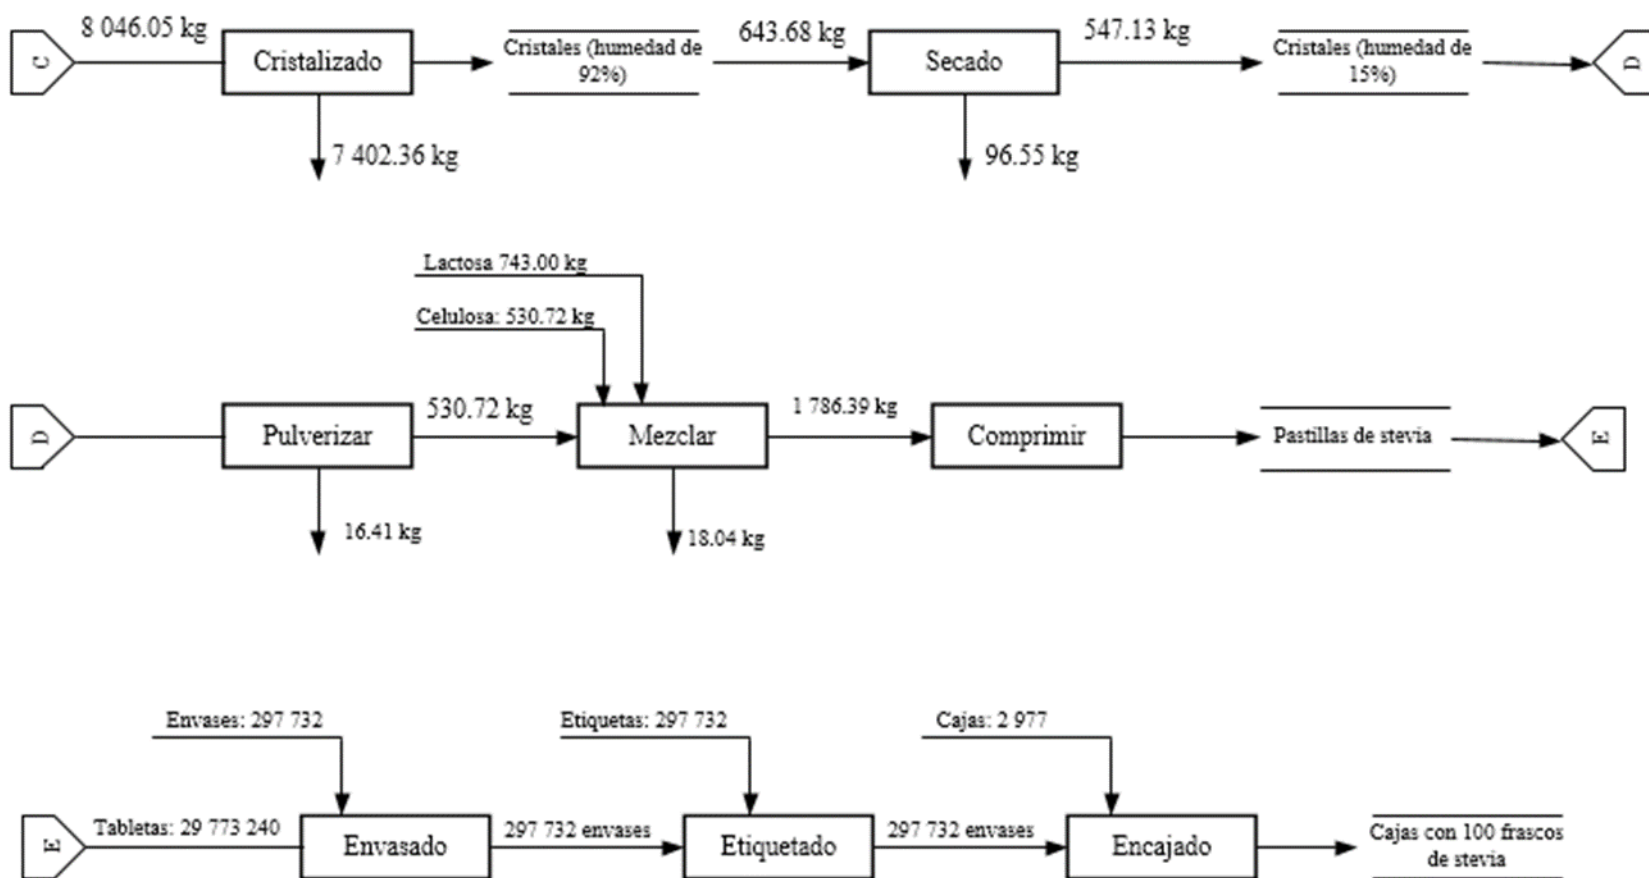 C
8 046.05 kg
Cristalizado
7 402.36 kg
Cristales (humedad de
92%)
643.68 kg
Secado
96.55 kg
547.13 kg
Cristales (humedad de
15%)
D
D
Pulverizar
16.41 kg
530.72 kg
Lactosa 743.00 kg
Celulosa: 530.72 kg
Mezclar
18.04 kg
1 786.39 kg
Comprimir
Pastillas de stevia
E
E
Tabletas: 29 773 240
Envases: 297 732
Envasado
297 732 envases
Etiquetas: 297 732
Etiquetado
297 732 envases
Cajas: 2 977
Encajado
Cajas con 100 frascos
de stevia